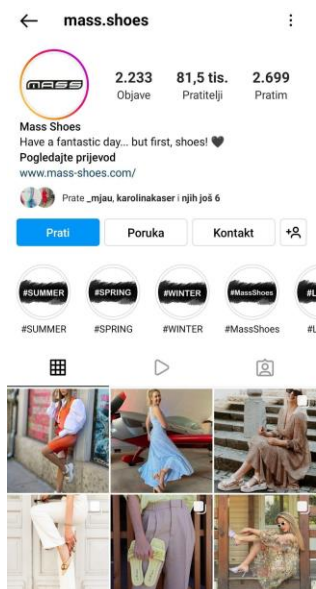 mass.shoes
MASS
2.233 81,5 tis. 2.699
Objave Pratitelji Pratim
Mass Shoes
Have a fantastic day... but first, shoes! 🖤
Pogledajte prijevod
www.mass-shoes.com/
Prate _mjau, karolinakaser i njih još 6
Prati Poruka Kontakt
#SUMMER #SPRING #WINTER #MassShoes #L
#SUMMER #SPRING #WINTER #MassShoes #L